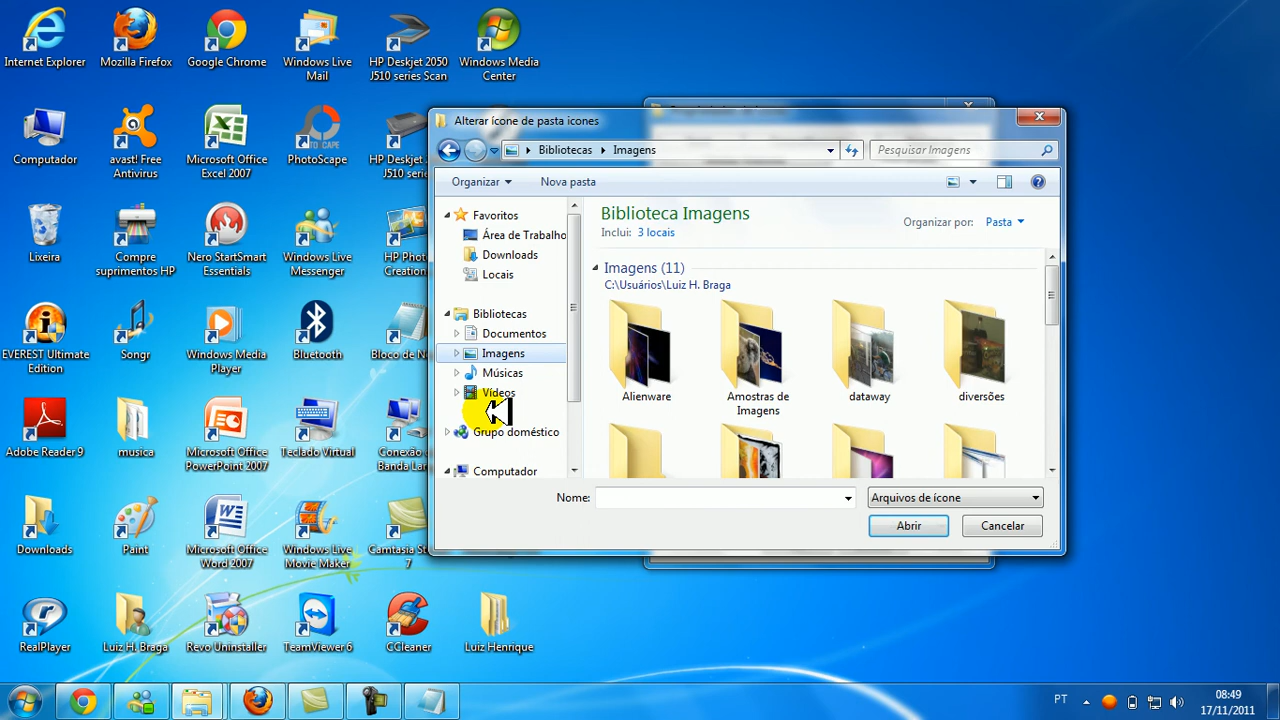 Internet Explorer
Mozilla Firefox
Google Chrome
Windows Live
Mail
HP Deskjet 2050
J510 series Scan
Windows Media
Center
Computador
avast! Free
Antivirus
Microsoft Office
Excel 2007
PhotoScape
HP Deskjet
J510 serie
Lixeira
Compre
suprimentos HP
Nero StartSmart
Essentials
Windows Live
Messenger
HP Photo
Creation
EVEREST Ultimate
Edition
Songr
Windows Media
Player
Bluetooth
Bloco de N
Adobe Reader 9
musica
Microsoft Office
PowerPoint 2007
Teclado Virtual
Conexão
Banda Lar
Downloads
Paint
Microsoft Office
Word 2007
Windows Live
Movie Maker
Camtasia St
7
RealPlayer
Luiz H. Braga
Revo Uninstaller
TeamViewer 6
CCleaner
Luiz Henrique
Alterar ícone de pasta icones
Bibliotecas
Imagens
Pesquisar Imagens
Organizar
Nova pasta
Favoritos
Área de Trabalho
Downloads
Locais
Bibliotecas
Documentos
Imagens
Músicas
Vídeos
Grupo doméstico
Computador
Biblioteca Imagens
Inclui: 3 locais
Organizar por: Pasta
Imagens (11)
C:\Usuários\Luiz H. Braga
Alienware
Amostras de
Imagens
dataway
diversões
Nome:
Arquivos de ícone
Abrir
Cancelar
PT
08:49
17/11/2011